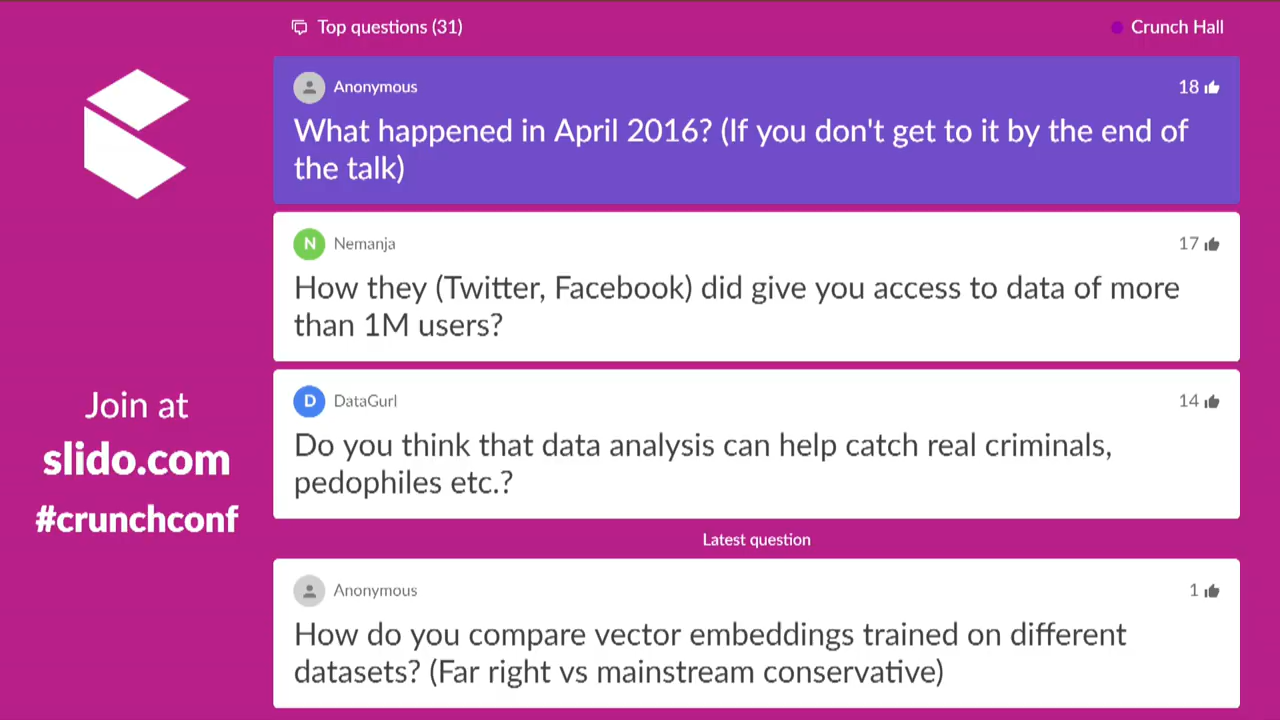 Top questions (31)
Crunch Hall
Anonymous
18
What happened in April 2016? (If you don't get to it by the end of
the talk)
N
Nemanja
17
How they (Twitter, Facebook) did give you access to data of more
than 1M users?
D
DataGurl
14
Do you think that data analysis can help catch real criminals,
pedophiles etc.?
Join at
slido.com
#crunchconf
Latest question
Anonymous
1
How do you compare vector embeddings trained on different
datasets? (Far right vs mainstream conservative)